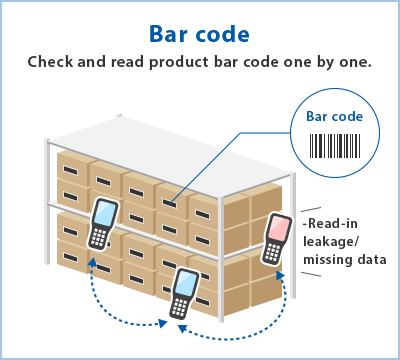 Bar code
Check and read product bar code one by one.
Bar code
-Read-in
leakage/
missing data